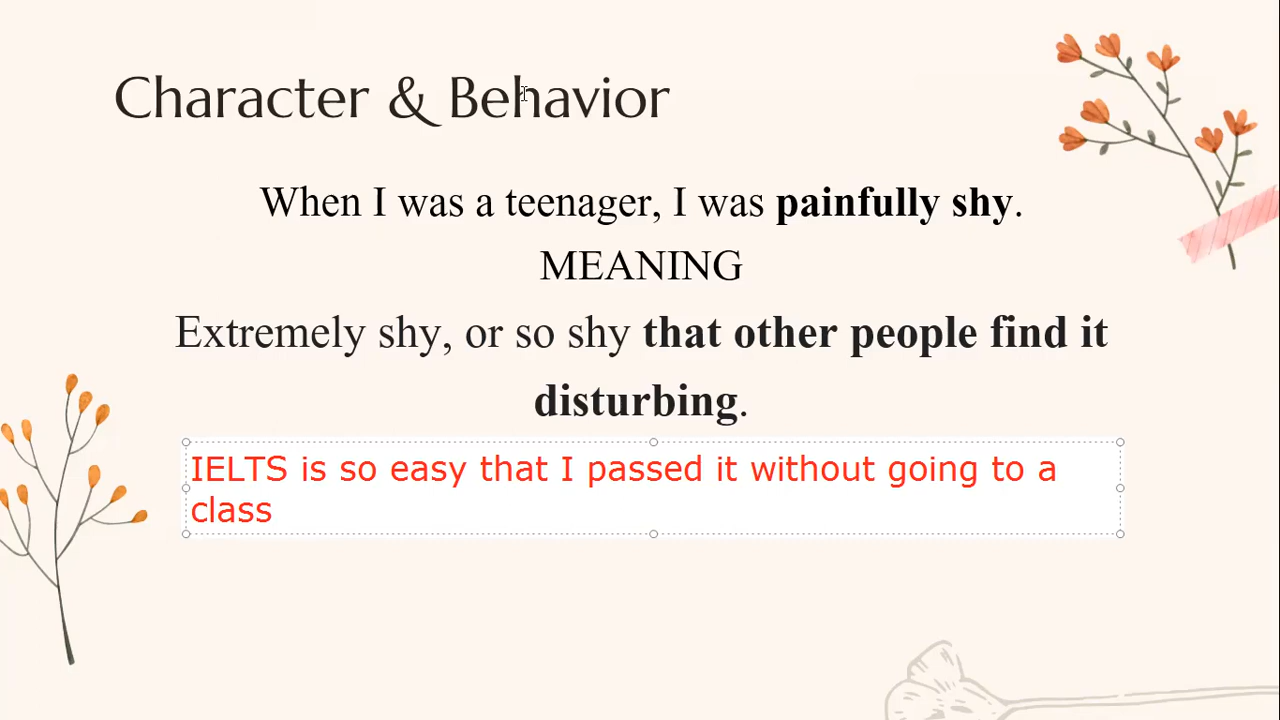 Character & Behavior
When I was a teenager, I was painfully shy.
MEANING
Extremely shy, or so shy that other people find it
disturbing.
IELTS is so easy that I passed it without going to a
class